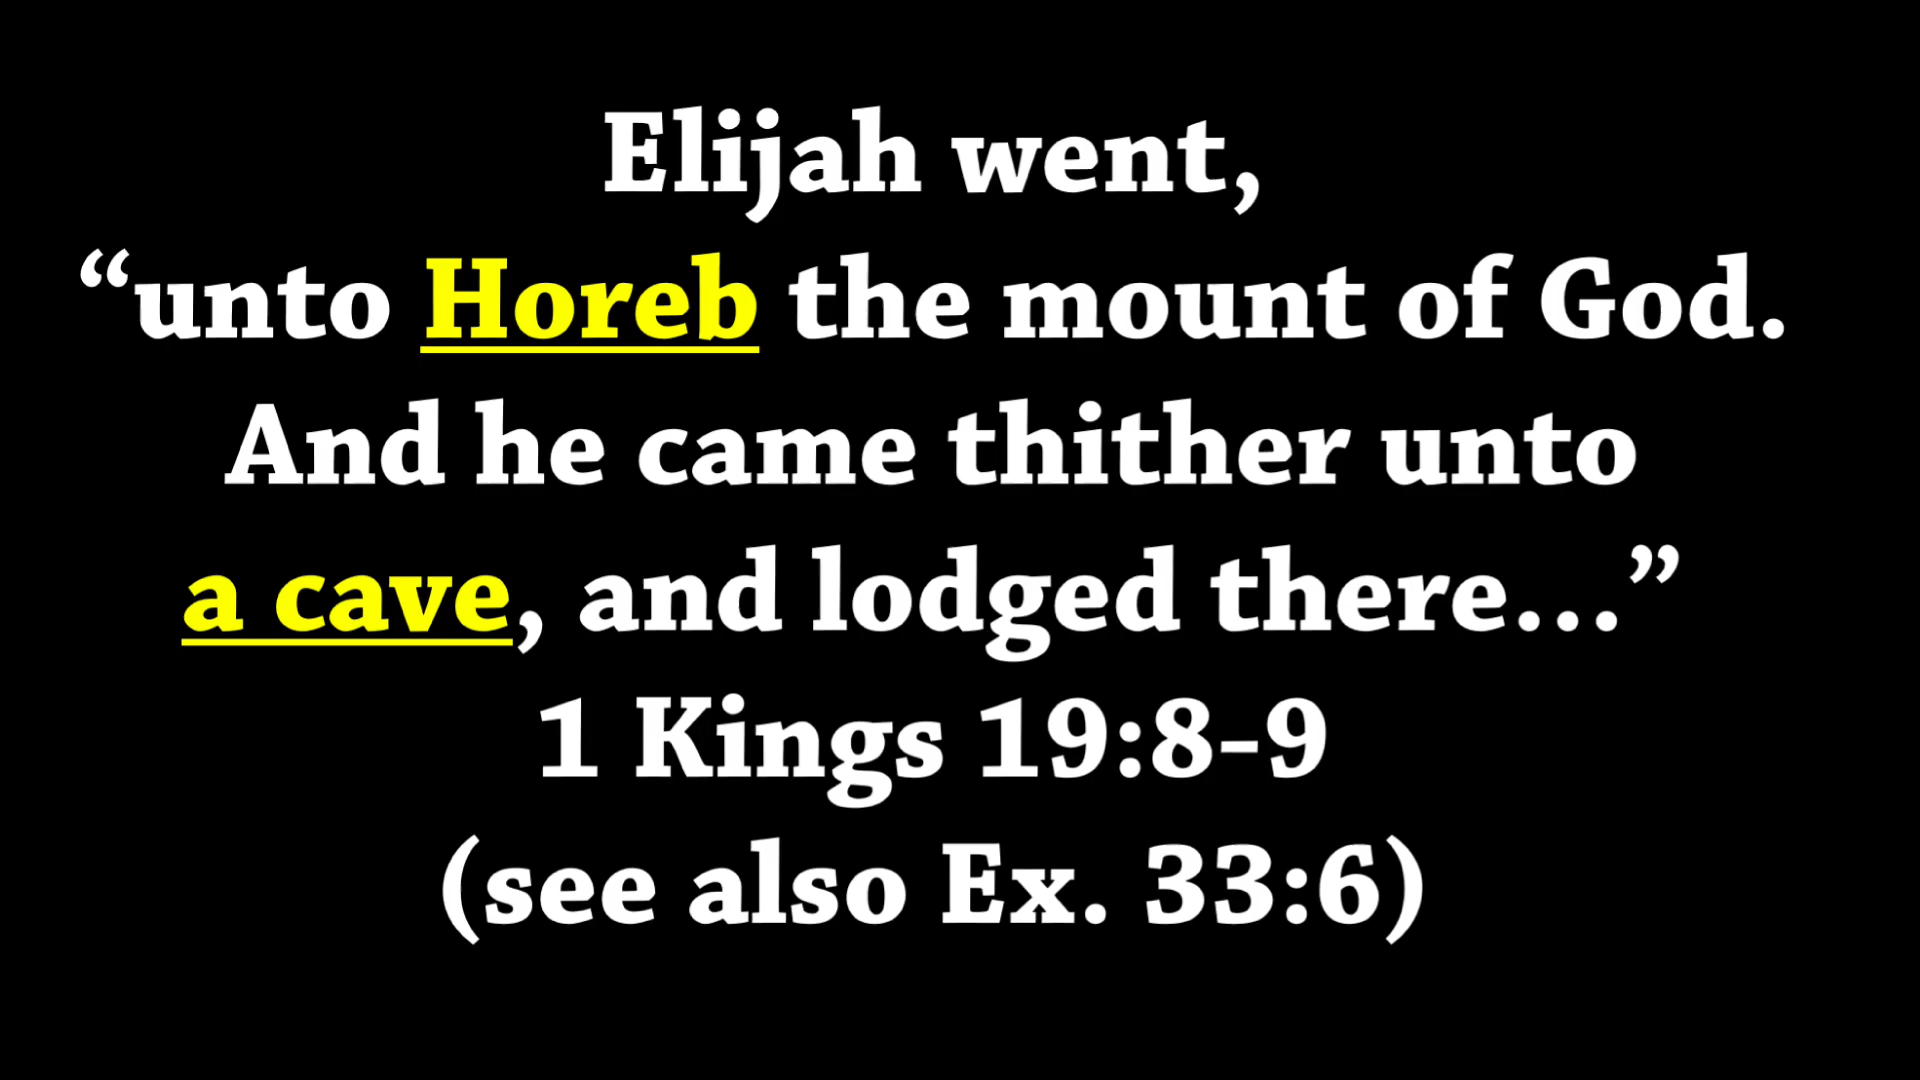 Elijah went,
“unto Horeb the mount of God.
And he came thither unto
a cave, and lodged there...”
1 Kings 19:8-9
(see also Ex. 33:6)